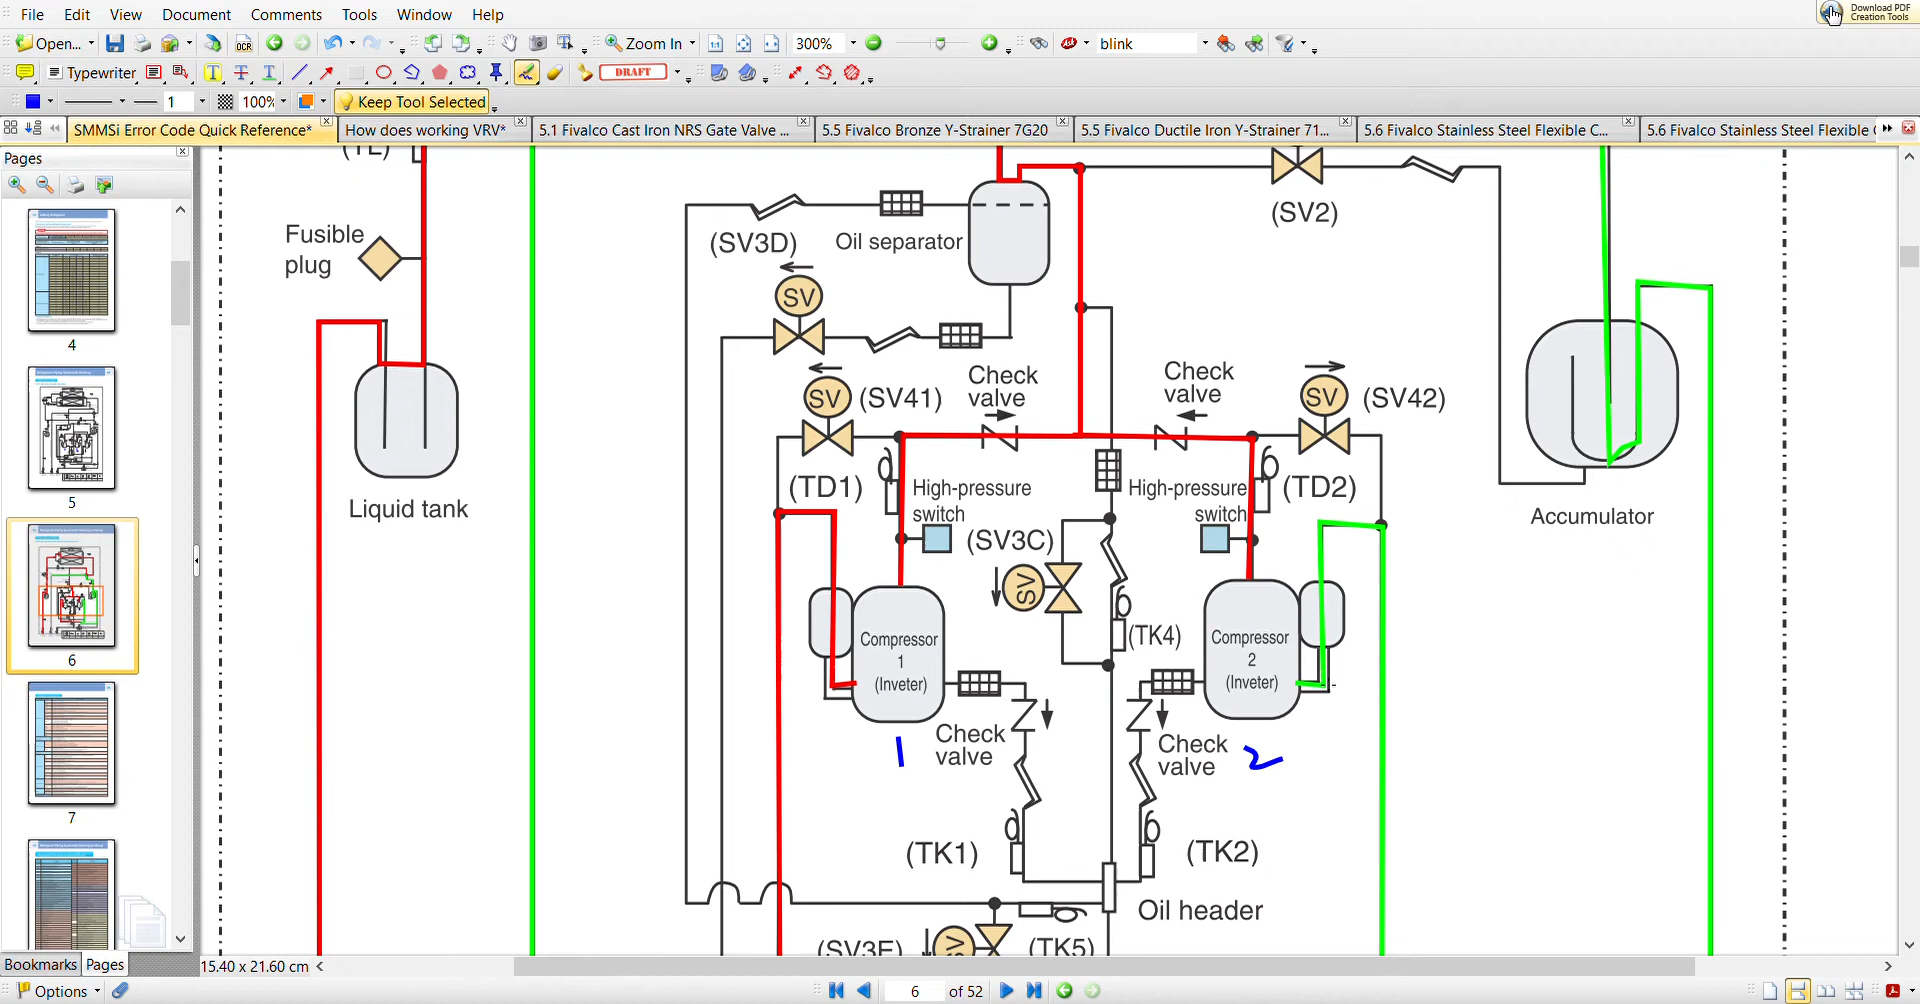 File Edit View Document Comments Tools Window Help
Download PDF
Creation Tools
Open... OCR Zoom In 300% blink
Typewriter T T T DRAFT
1 100% Keep Tool Selected
SMMSi Error Code Quick Reference* How does working VRV* 5.1 Fivalco Cast Iron NRS Gate Valve ... 5.5 Fivalco Bronze Y-Strainer 7G20 5.5 Fivalco Ductile Iron Y-Strainer 71... 5.6 Fivalco Stainless Steel Flexible C... 5.6 Fivalco Stainless Steel Flexible
Pages
4
5
6
7
(TL)
Fusible
plug
Liquid tank
(SV3D)
Oil separator
(SV2)
SV
SV
(SV41)
Check
valve
Check
valve
SV
(SV42)
(TD1)
High-pressure
switch
(SV3C)
High-pressure
switch
(TD2)
Accumulator
SV
Compressor
1
(Inveter)
(TK4)
Compressor
2
(Inveter)
Check
valve
1
Check
valve
2
(TK1)
(TK2)
Oil header
(SV3E)
SV
(TK5)
Bookmarks Pages
15.40 x 21.60 cm
Options
6 of 52